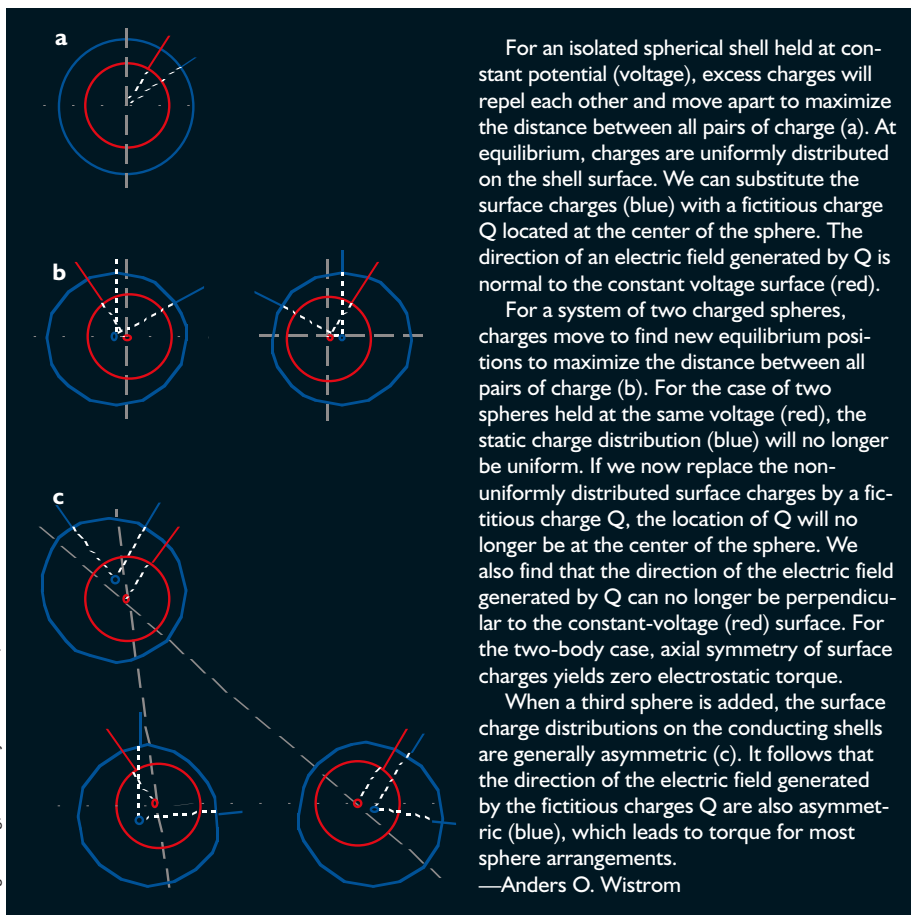 a
For an isolated spherical shell held at con-
stant potential (voltage), excess charges will
repel each other and move apart to maximize
the distance between all pairs of charge (a). At
equilibrium, charges are uniformly distributed
on the shell surface. We can substitute the
surface charges (blue) with a fictitious charge
Q located at the center of the sphere. The
direction of an electric field generated by Q is
normal to the constant voltage surface (red).
b
For a system of two charged spheres,
charges move to find new equilibrium posi-
tions to maximize the distance between all
pairs of charge (b). For the case of two
spheres held at the same voltage (red), the
static charge distribution (blue) will no longer
be uniform. If we now replace the non-
uniformly distributed surface charges by a fic-
titious charge Q, the location of Q will no
longer be at the center of the sphere. We
also find that the direction of the electric field
generated by Q can no longer be perpendicu-
lar to the constant-voltage (red) surface. For
the two-body case, axial symmetry of surface
charges yields zero electrostatic torque.
c
When a third sphere is added, the surface
charge distributions on the conducting shells
are generally asymmetric (c). It follows that
the direction of the electric field generated
by the fictitious charges Q are also asymmet-
ric (blue), which leads to torque for most
sphere arrangements.
—Anders O. Wistrom